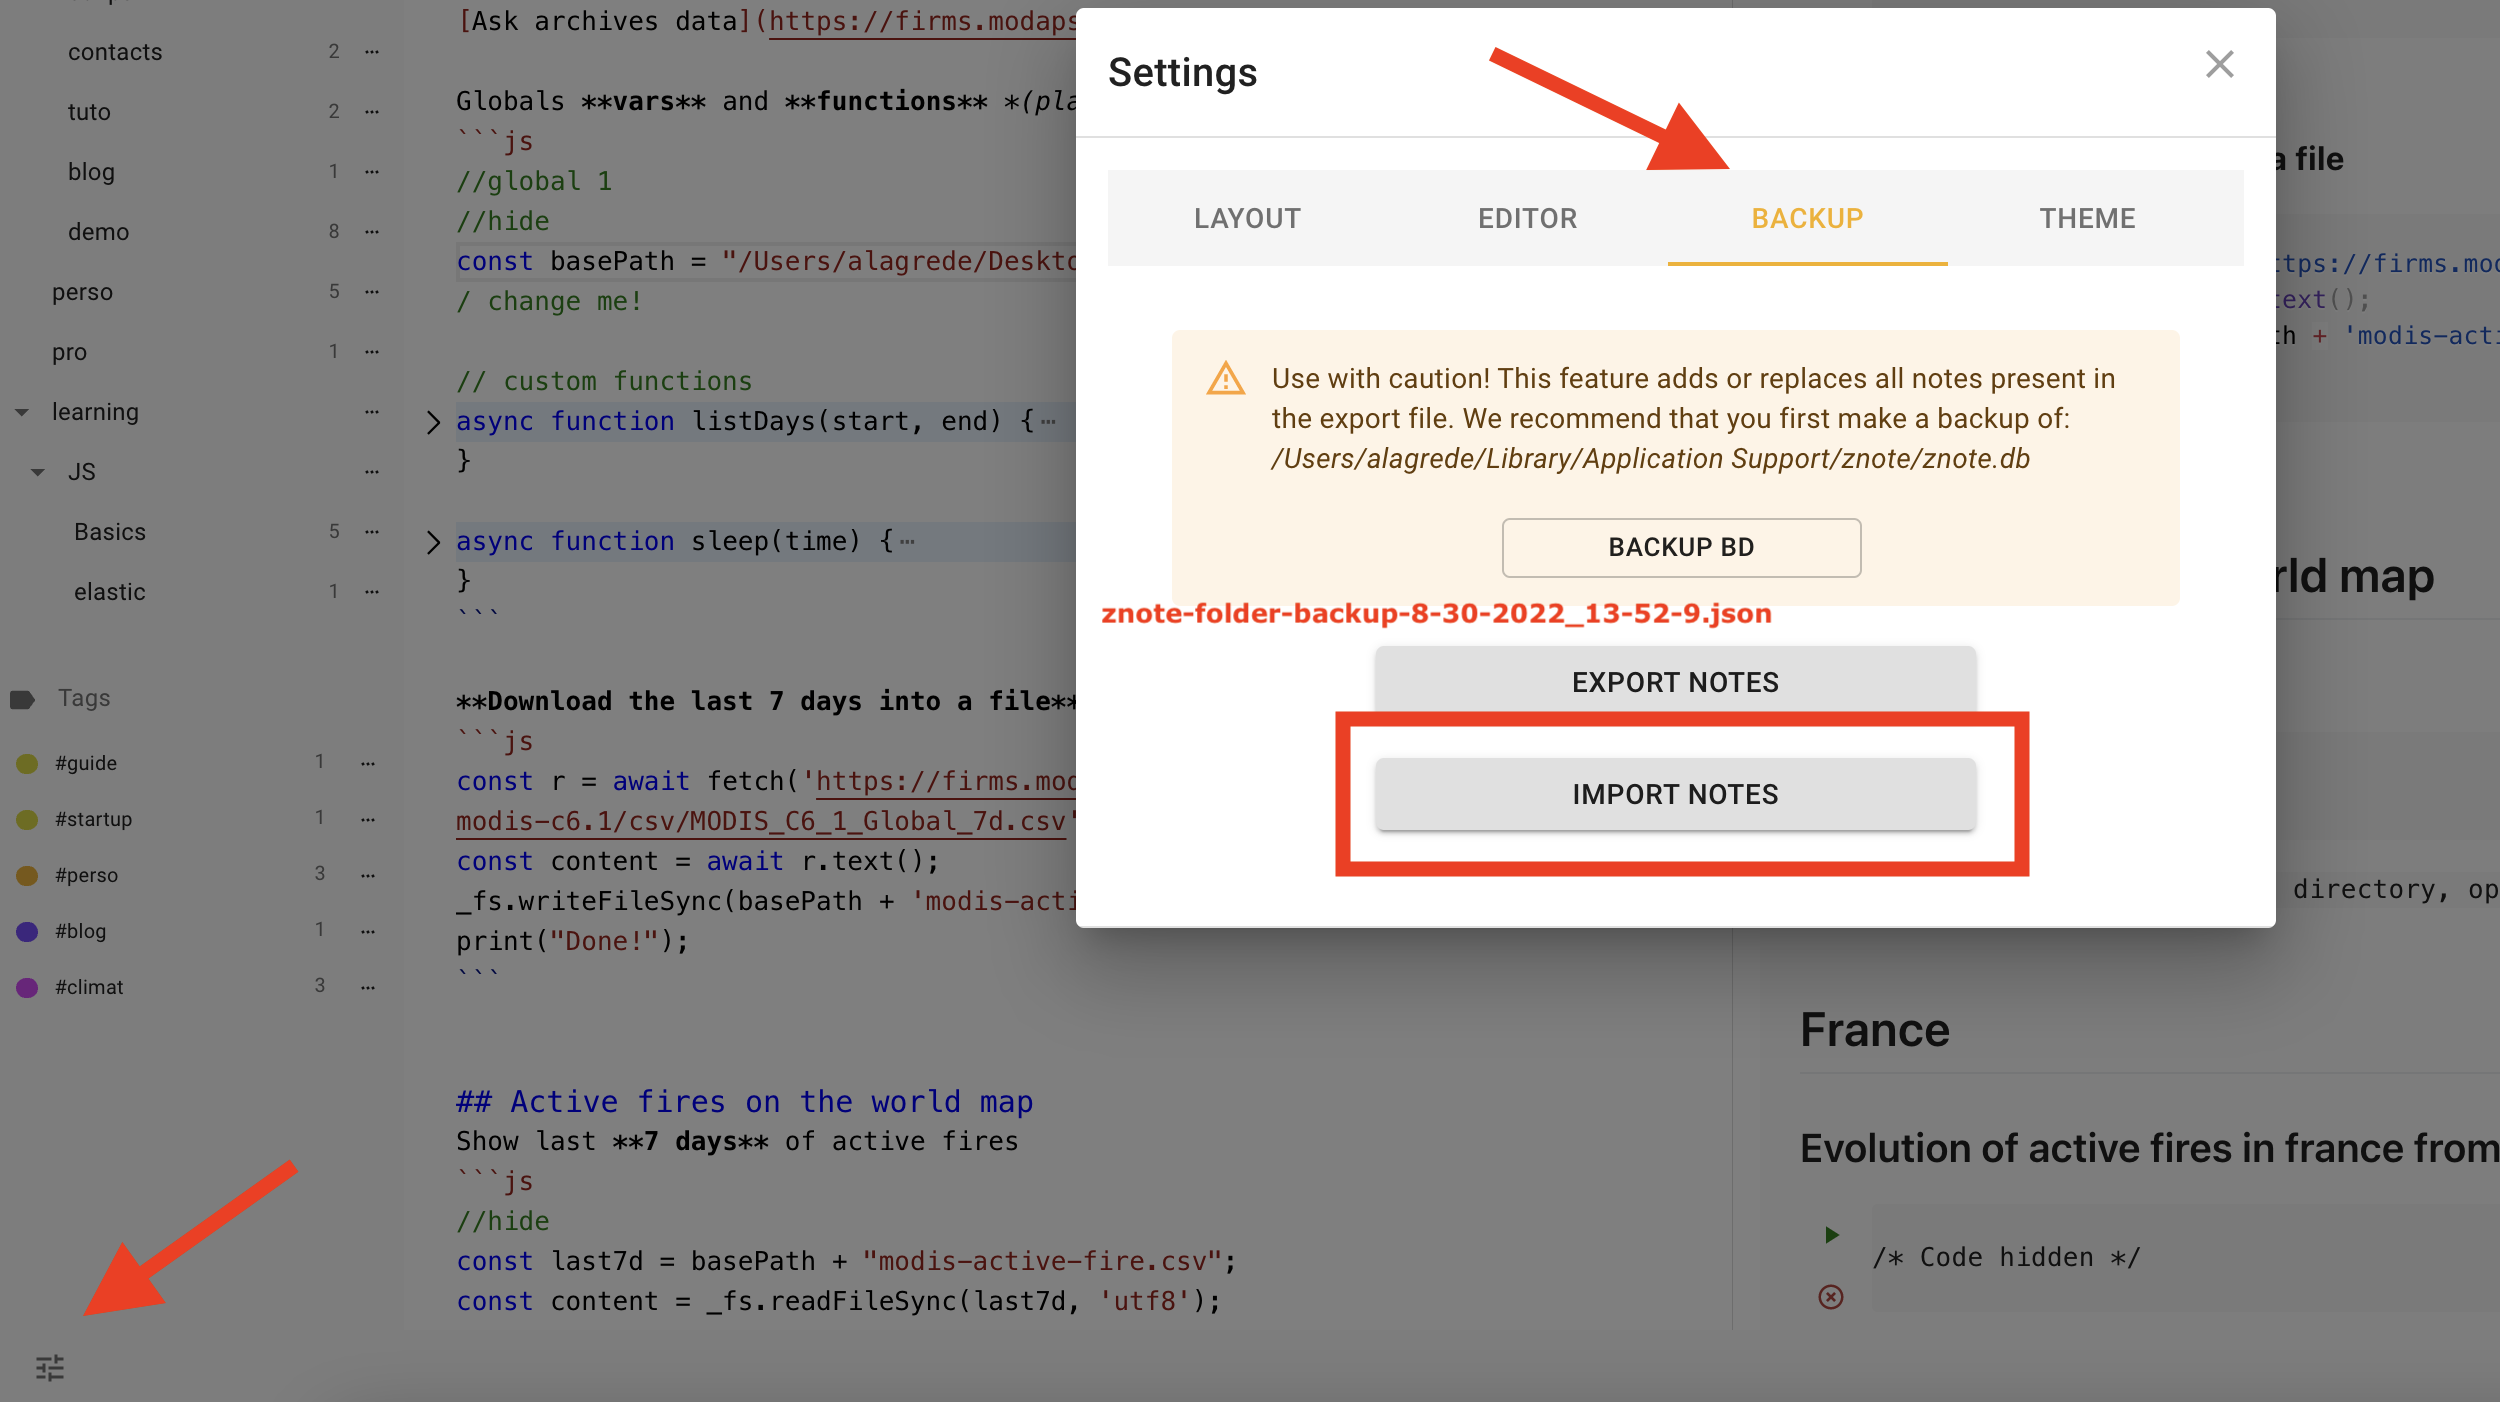 contacts 2 ...
tuto 2 ...
blog 1 ...
demo 8 ...
perso 5 ...
pro 1 ...
learning ...
JS ...
Basics 5 ...
elastic 1 ...
Tags
#guide 1 ...
#startup 1 ...
#perso 3 ...
#blog 1 ...
#climat 3 ...
[Ask archives data](https://firms.modaps
Globals **vars** and **functions** *(pla
```js
//global 1
//hide
const basePath = "/Users/alagrede/Deskto
/ change me!
// custom functions
async function listDays(start, end) {⋯
}
async function sleep(time) {⋯
}
```
**Download the last 7 days into a file**
```js
const r = await fetch('https://firms.mod
modis-c6.1/csv/MODIS_C6_1_Global_7d.csv'
const content = await r.text();
_fs.writeFileSync(basePath + 'modis-acti
print("Done!");
```
## Active fires on the world map
Show last **7 days** of active fires
```js
//hide
const last7d = basePath + "modis-active-fire.csv";
const content = _fs.readFileSync(last7d, 'utf8');
Settings
LAYOUT EDITOR BACKUP THEME
Use with caution! This feature adds or replaces all notes present in
the export file. We recommend that you first make a backup of:
/Users/alagrede/Library/Application Support/znote/znote.db
BACKUP BD
znote-folder-backup-8-30-2022_13-52-9.json
EXPORT NOTES
IMPORT NOTES
a file
ttps://firms.mod
text();
th + 'modis-acti
rld map
directory, op
France
Evolution of active fires in france from
/* Code hidden */